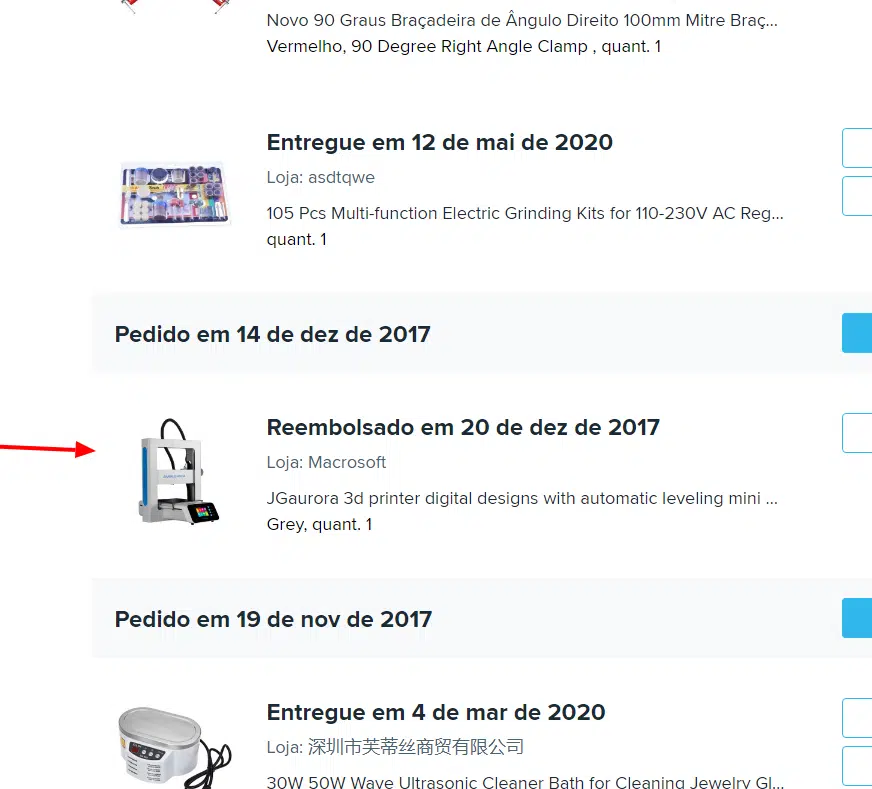 Novo 90 Graus Braçadeira de Ângulo Direito 100mm Mitre Braç...
Vermelho, 90 Degree Right Angle Clamp , quant. 1
Entregue em 12 de mai de 2020
Loja: asdtqwe
105 Pcs Multi-function Electric Grinding Kits for 110-230V AC Reg...
quant. 1
Pedido em 14 de dez de 2017
Reembolsado em 20 de dez de 2017
Loja: Macrosoft
JGaurora 3d printer digital designs with automatic leveling mini ...
Grey, quant. 1
Pedido em 19 de nov de 2017
Entregue em 4 de mar de 2020
Loja: 深圳市芙蒂丝商贸有限公司
30W 50W Wave Ultrasonic Cleaner Bath for Cleaning Jewelry Gl...